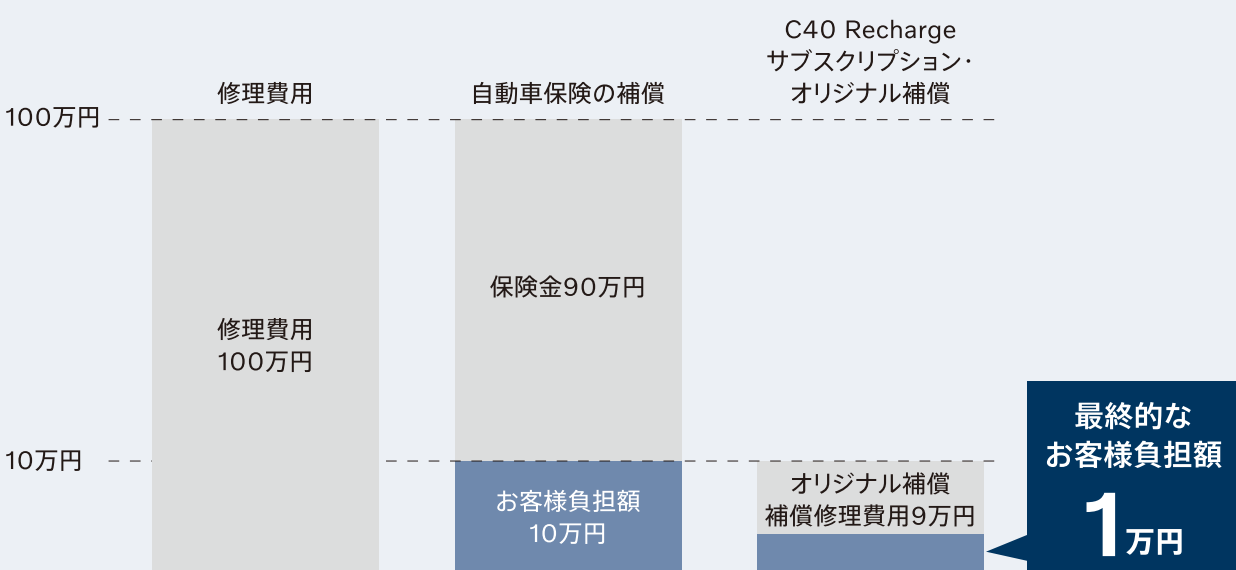 C40 Recharge
サブスクリプション・
オリジナル補償
修理費用
自動車保険の補償
100万円
保険金90万円
修理費用
100万円
10万円
お客様負担額
10万円
オリジナル補償
補償修理費用9万円
最終的な
お客様負担額
1万円